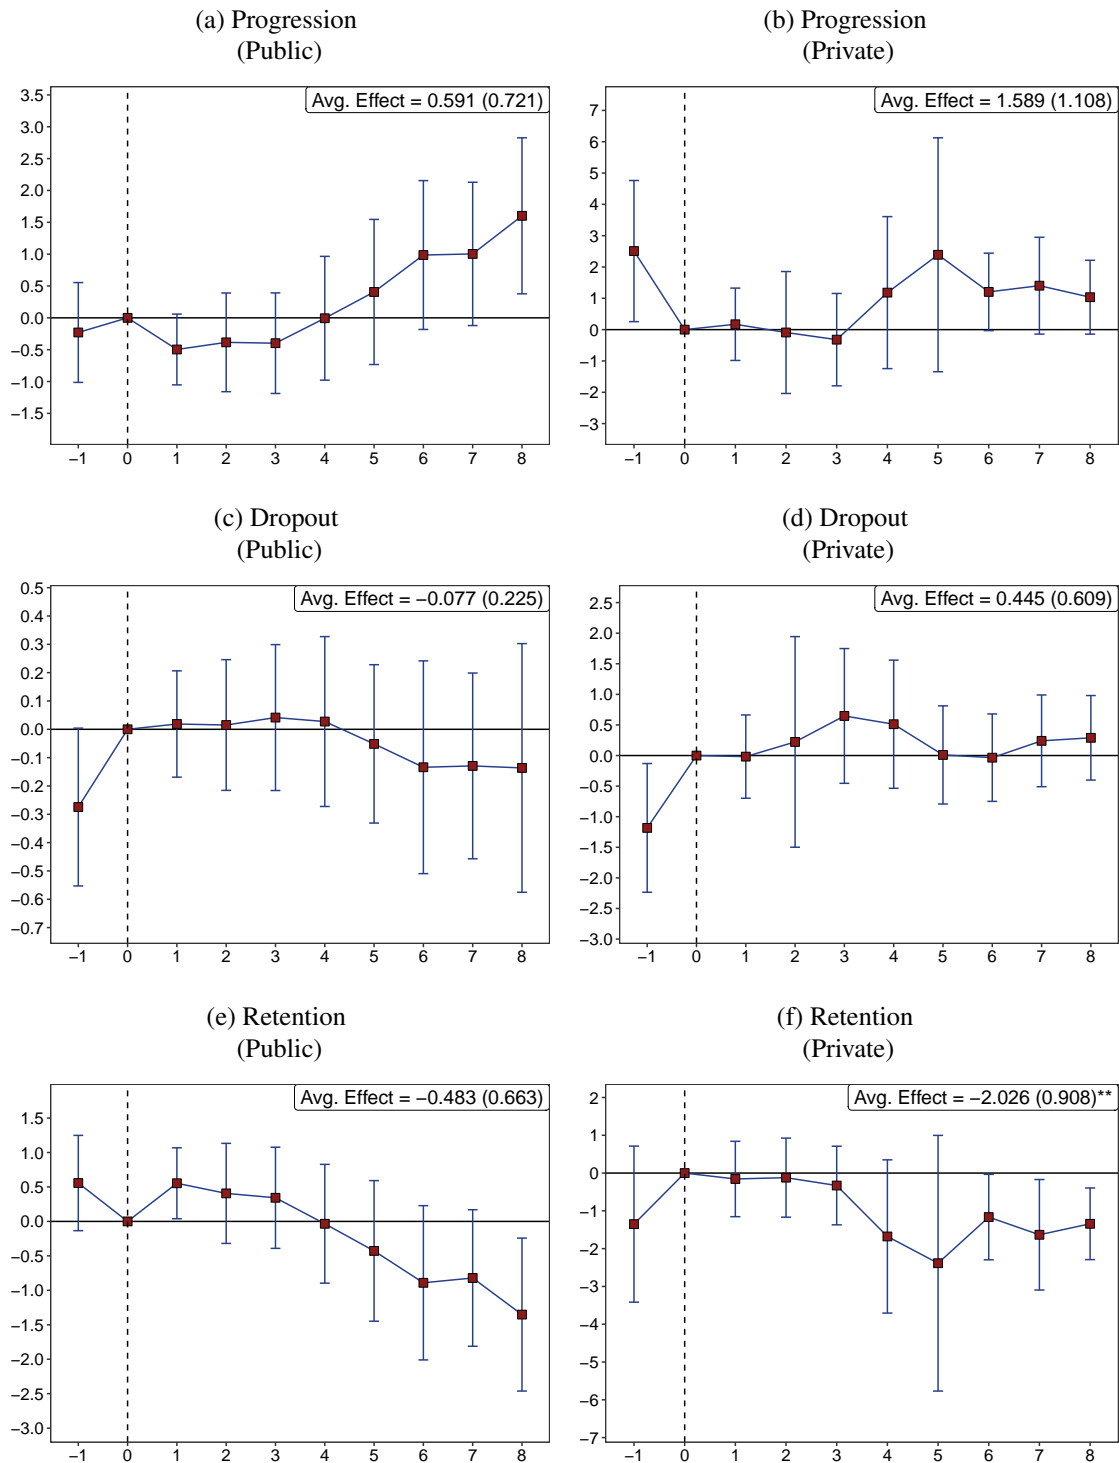 (a) Progression
(Public)
Avg. Effect = 0.591 (0.721)
3.5
3.0
2.5
2.0
1.5
1.0
0.5
0.0
−0.5
−1.0
−1.5
−1 0 1 2 3 4 5 6 7 8
(b) Progression
(Private)
Avg. Effect = 1.589 (1.108)
7
6
5
4
3
2
1
0
−1
−2
−3
−1 0 1 2 3 4 5 6 7 8
(c) Dropout
(Public)
Avg. Effect = −0.077 (0.225)
0.5
0.4
0.3
0.2
0.1
0.0
−0.1
−0.2
−0.3
−0.4
−0.5
−0.6
−0.7
−1 0 1 2 3 4 5 6 7 8
(d) Dropout
(Private)
Avg. Effect = 0.445 (0.609)
2.5
2.0
1.5
1.0
0.5
0.0
−0.5
−1.0
−1.5
−2.0
−2.5
−3.0
−1 0 1 2 3 4 5 6 7 8
(e) Retention
(Public)
Avg. Effect = −0.483 (0.663)
1.5
1.0
0.5
0.0
−0.5
−1.0
−1.5
−2.0
−2.5
−3.0
−1 0 1 2 3 4 5 6 7 8
(f) Retention
(Private)
Avg. Effect = −2.026 (0.908)**
2
1
0
−1
−2
−3
−4
−5
−6
−7
−1 0 1 2 3 4 5 6 7 8